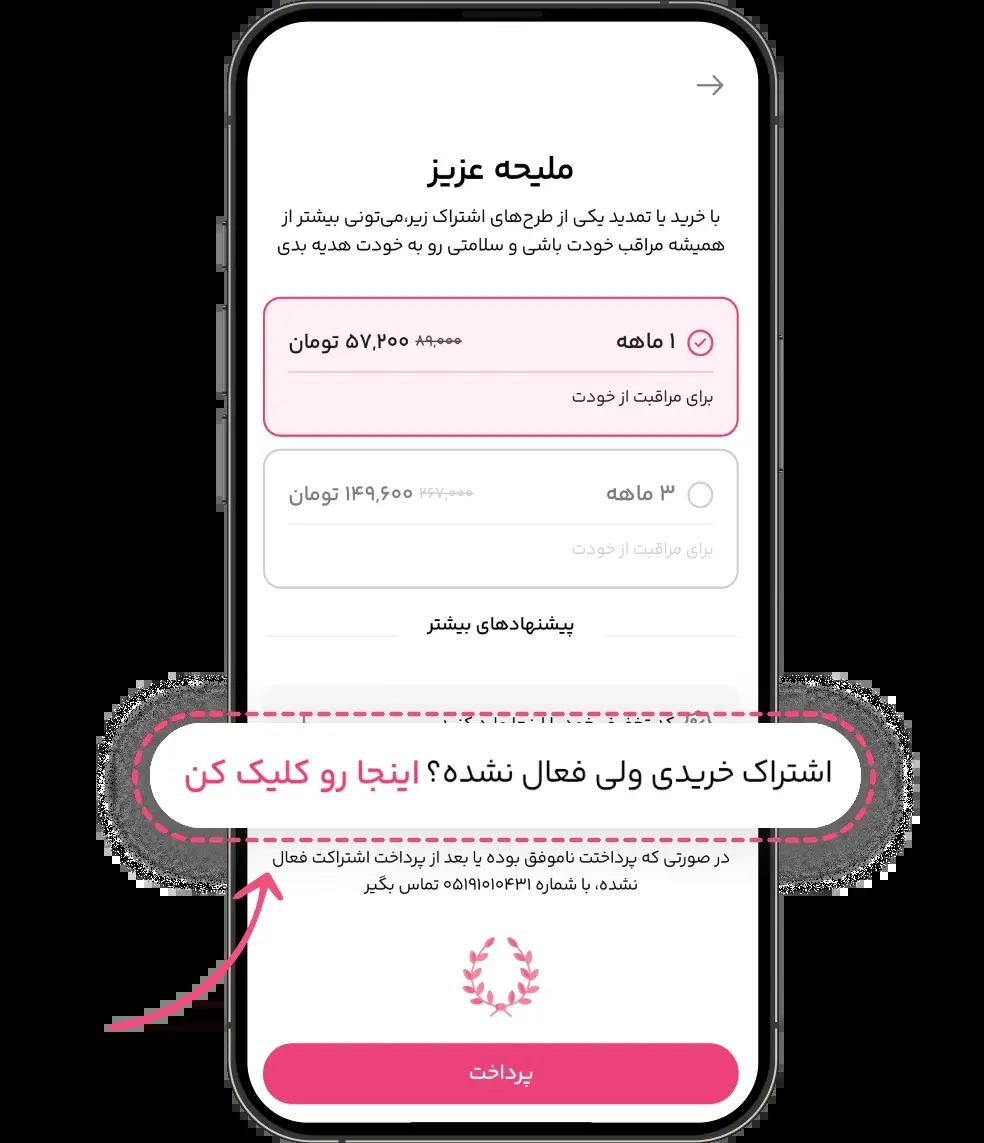 ملیحه عزیز
با خرید یا تمدید یکی از طرح‌های اشتراک زیر،می‌تونی بیشتر از
همیشه مراقب خودت باشی و سلامتی رو به خودت هدیه بدی
۱ ماهه ۸۹,۰۰۰ ۵۷,۲۰۰ تومان
برای مراقبت از خودت
۳ ماهه ۲۶۷,۰۰۰ ۱۴۹,۶۰۰ تومان
برای مراقبت از خودت
پیشنهادهای بیشتر
اشتراک خریدی ولی فعال نشده؟ اینجا رو کلیک کن
در صورتی که پرداختت ناموفق بوده یا بعد از پرداخت اشتراکت فعال
نشده، با شماره ۰۵۱۹۱۰۱۰۴۳۱ تماس بگیر
پرداخت